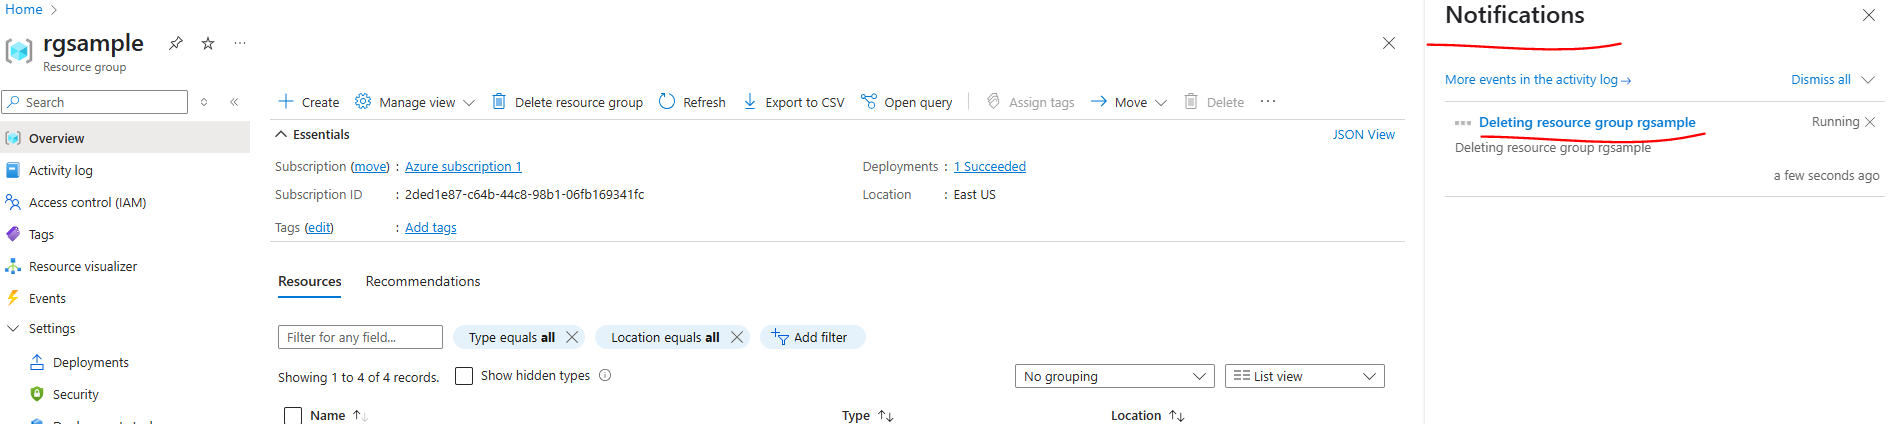 Home
rgsample
Resource group
Search
Overview
Activity log
Access control (IAM)
Tags
Resource visualizer
Events
Settings
Deployments
Security
Create Manage view Delete resource group Refresh Export to CSV Open query Assign tags Move Delete
Essentials JSON View
Subscription (move) : Azure subscription 1 Deployments : 1 Succeeded
Subscription ID : 2ded1e87-c64b-44c8-98b1-06fb169341fc Location : East US
Tags (edit) : Add tags
Resources Recommendations
Filter for any field... Type equals all Location equals all Add filter
Showing 1 to 4 of 4 records. Show hidden types No grouping List view
Name Type Location
Notifications
More events in the activity log → Dismiss all
Deleting resource group rgsample Running
Deleting resource group rgsample
a few seconds ago